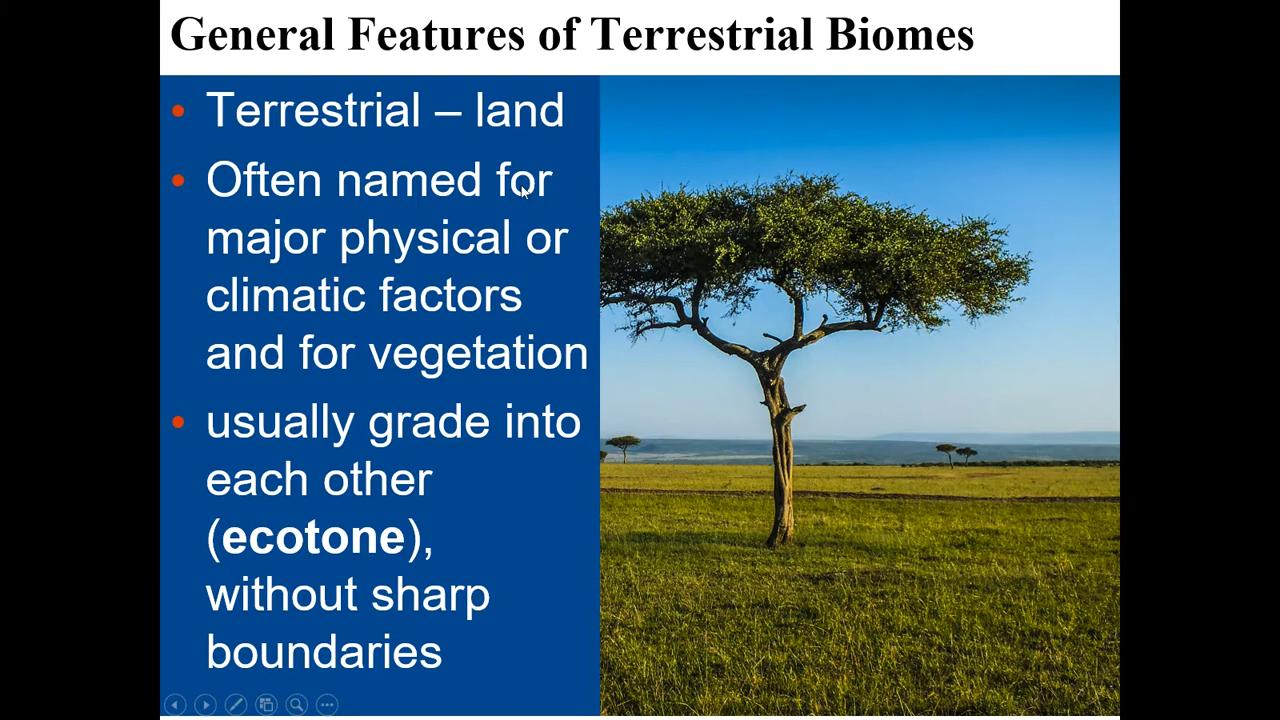 General Features of Terrestrial Biomes
• Terrestrial – land
• Often named for
major physical or
climatic factors
and for vegetation
• usually grade into
each other
(ecotone),
without sharp
boundaries